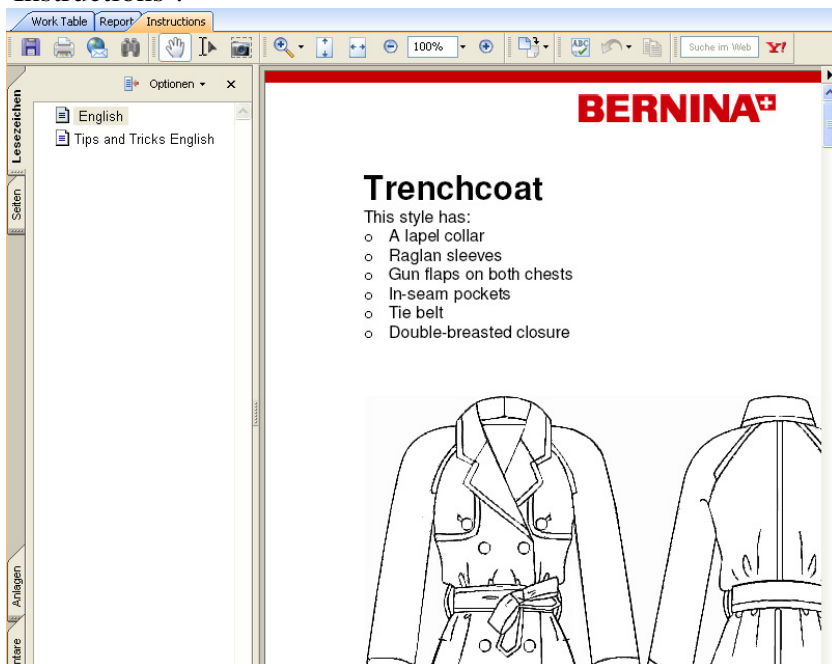 Instructions".
Work Table Report Instructions
100% ABC Suche im Web Y!
Lesezeichen
Seiten
Anlagen
Optionen x
English
Tips and Tricks English
BERNINA
Trenchcoat
This style has:
o A lapel collar
o Raglan sleeves
o Gun flaps on both chests
o In-seam pockets
o Tie belt
o Double-breasted closure